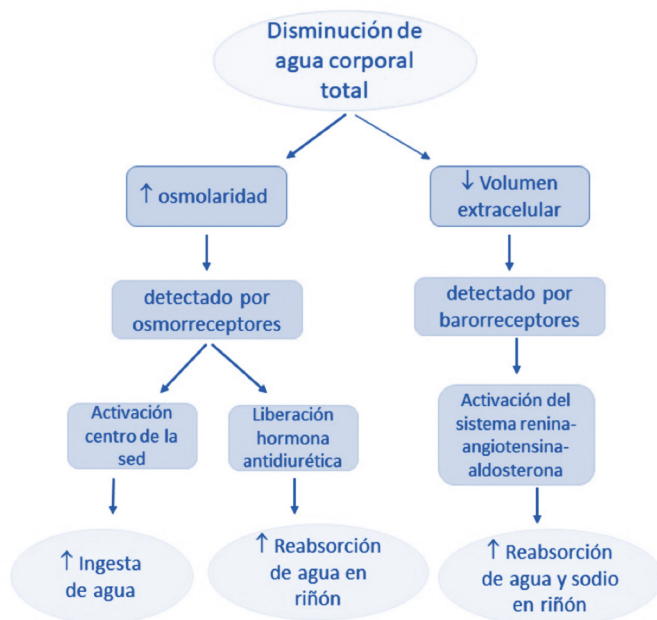 Disminución de
agua corporal
total
↑ osmolaridad
↓ Volumen
extracelular
detectado por
osmorreceptores
detectado por
barorreceptores
Activación
centro de la
sed
Liberación
hormona
antidiurética
Activación del
sistema renina-
angiotensina-
aldosterona
↑ Ingesta
de agua
↑ Reabsorción
de agua en
riñón
↑ Reabsorción
de agua y sodio
en riñón